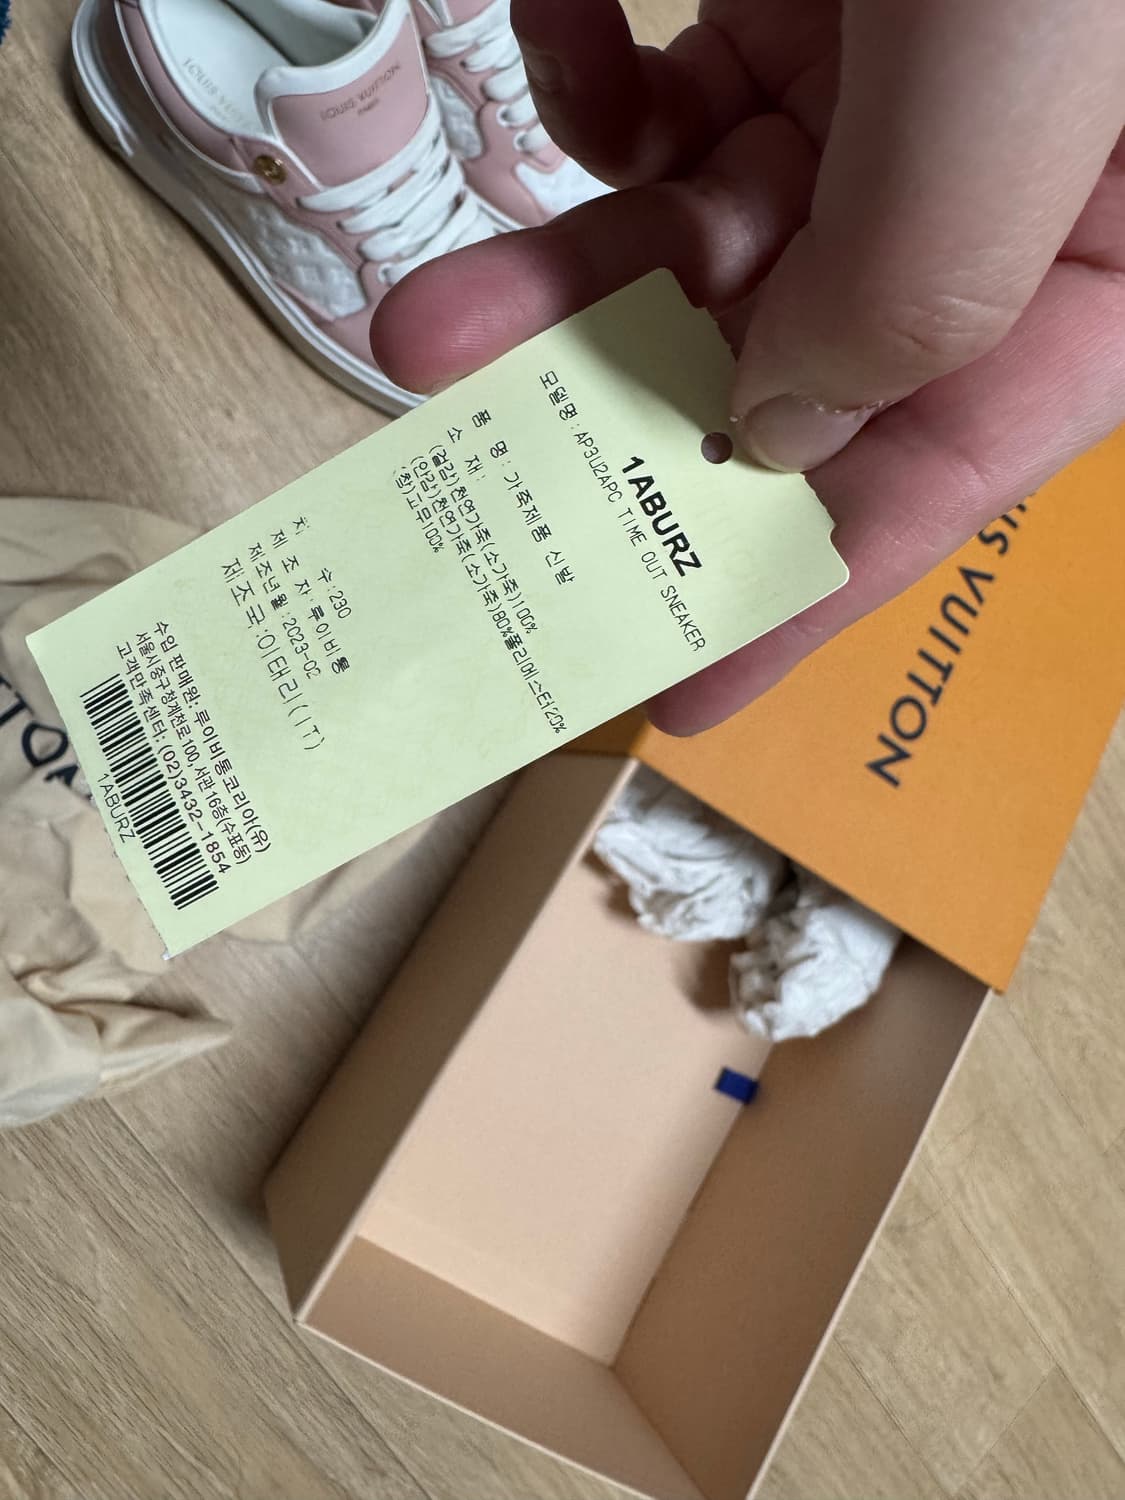 1ABURZ
모델명 : AP3U2APC TIME OUT SNEAKER
품 명 : 가죽제품 신발
소 재 :
(겉감)천연가죽(소가죽)100%
(안감)천연가죽(소가죽)80%폴리에스터20%
(창)고무100%
치 수 : 230
제 조 자 : 루이비통
제조년월 : 2023-02
제조국 : 이태리(IT)
수입 판매원: 루이비통코리아(유)
서울시 중구 청계천로 100, 서관 16층(수표동)
고객만족센터: (02)3432-1854
1ABURZ
LOUIS VUITTON
PARIS
LOUIS VUITTON
UIS VUITTON